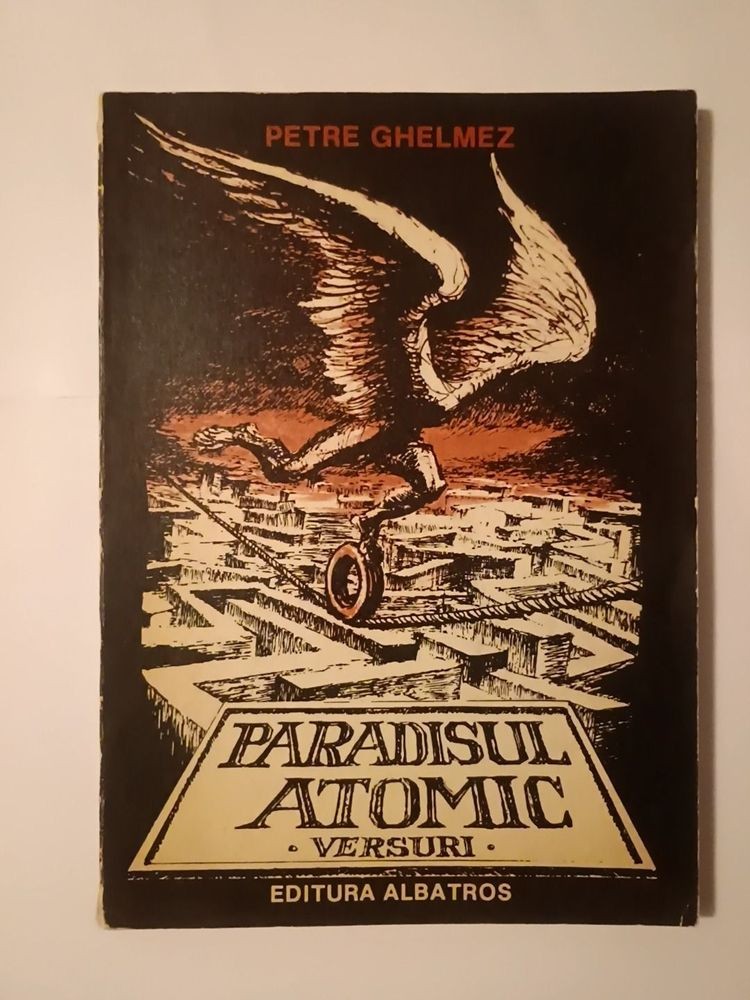 PETRE GHELMEZ
PARADISUL
ATOMIC
· VERSURI ·
EDITURA ALBATROS